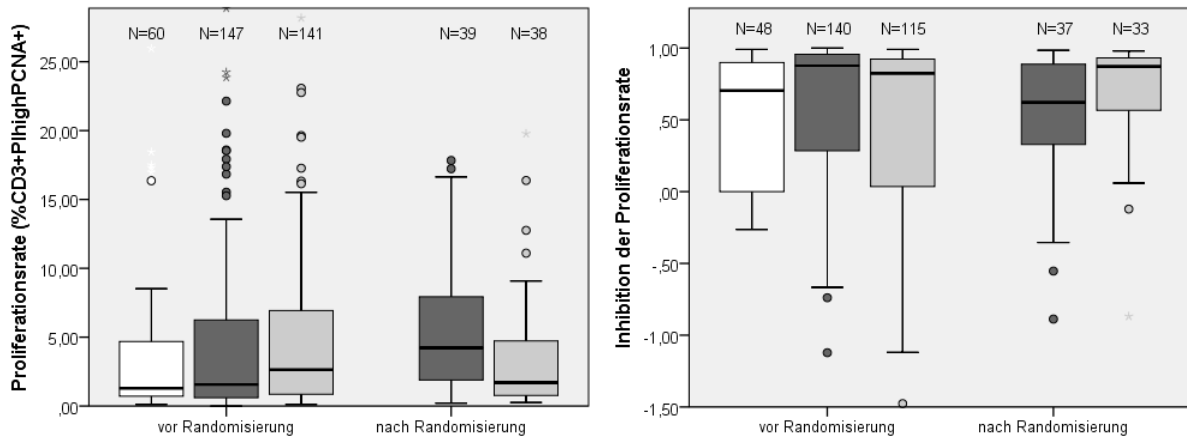 Proliferationsrate (%CD3+PIhighPCNA+)
25,00
20,00
15,00
10,00
5,00
,00
N=60
N=147
N=141
N=39
N=38
vor Randomisierung
nach Randomisierung
Inhibition der Proliferationsrate
1,00
,50
,00
-,50
-1,00
-1,50
N=48
N=140
N=115
N=37
N=33
vor Randomisierung
nach Randomisierung